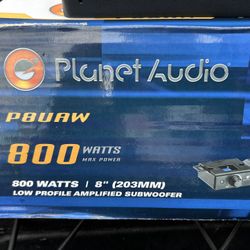 Planet Audio
P8UAW
800 WATTS
MAX POWER
800 WATTS | 8" (203MM)
LOW PROFILE AMPLIFIED SUBWOOFER